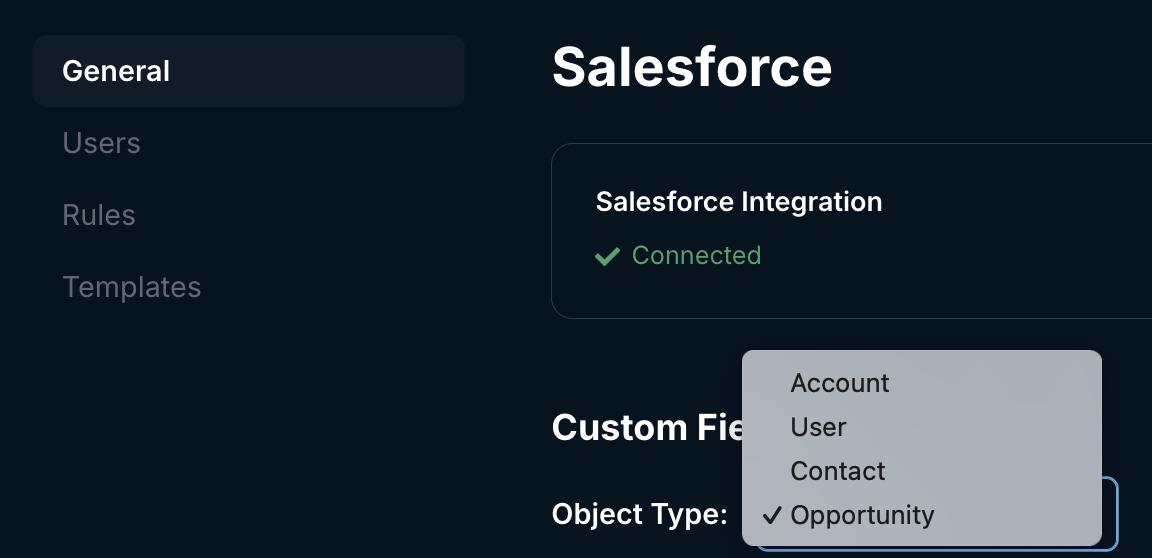 General
Users
Rules
Templates
Salesforce
Salesforce Integration
Connected
Custom Fie
Object Type:
Account
User
Contact
Opportunity